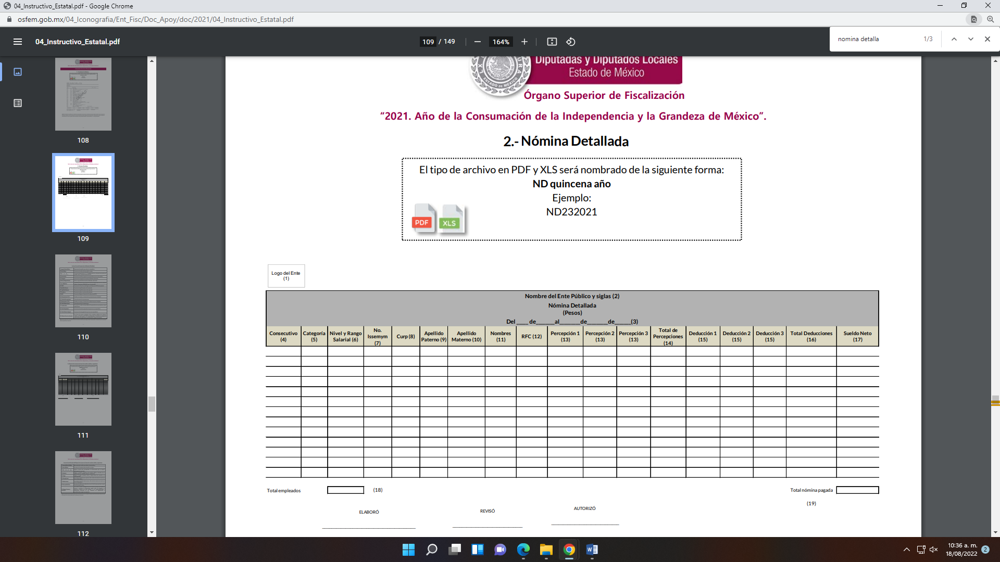 04_Instructivo_Estatal.pdf - Google Chrome
osfem.gob.mx/04_Iconografia/Ent_Fisc/Doc_Apoy/doc/2021/04_Instructivo_Estatal.pdf
04_Instructivo_Estatal.pdf
109 / 149
164%
nomina detalla
1/3
108
109
110
111
112
Diputadas y Diputados Locales
Estado de México
Órgano Superior de Fiscalización
“2021. Año de la Consumación de la Independencia y la Grandeza de México”.
2.- Nómina Detallada
El tipo de archivo en PDF y XLS será nombrado de la siguiente forma:
ND quincena año
Ejemplo:
ND232021
PDF
XLS
Logo del Ente
(1)
Nombre del Ente Público y siglas (2)
Nómina Detallada
(Pesos)
Del ____ de______al_______de_______de______(3)
Consecutivo (4)
Categoría (5)
Nivel y Rango Salarial (6)
No. Issemym (7)
Curp (8)
Apellido Paterno (9)
Apellido Materno (10)
Nombres (11)
RFC (12)
Percepción 1 (13)
Percepción 2 (13)
Percepción 3 (13)
Total de Percepciones (14)
Deducción 1 (15)
Deducción 2 (15)
Deducción 3 (15)
Total Deducciones (16)
Sueldo Neto (17)
Total empleados
(18)
Total nómina pagada
(19)
ELABORÓ
REVISÓ
AUTORIZÓ
10:36 a. m.
18/08/2022
2